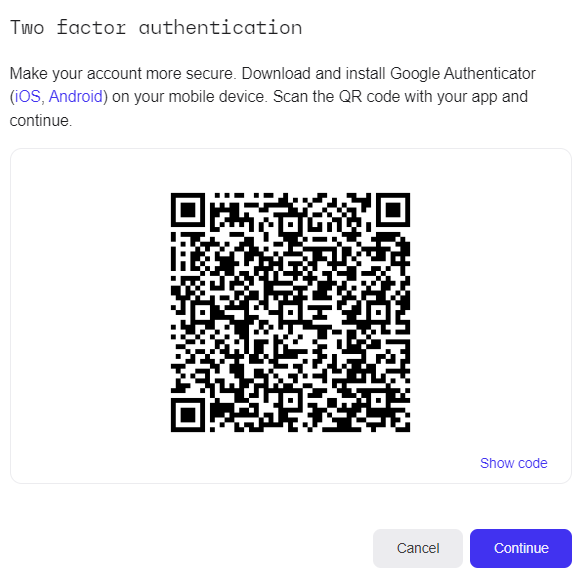 Two factor authentication
Make your account more secure. Download and install Google Authenticator
(iOS, Android) on your mobile device. Scan the QR code with your app and
continue.
Show code
Cancel
Continue